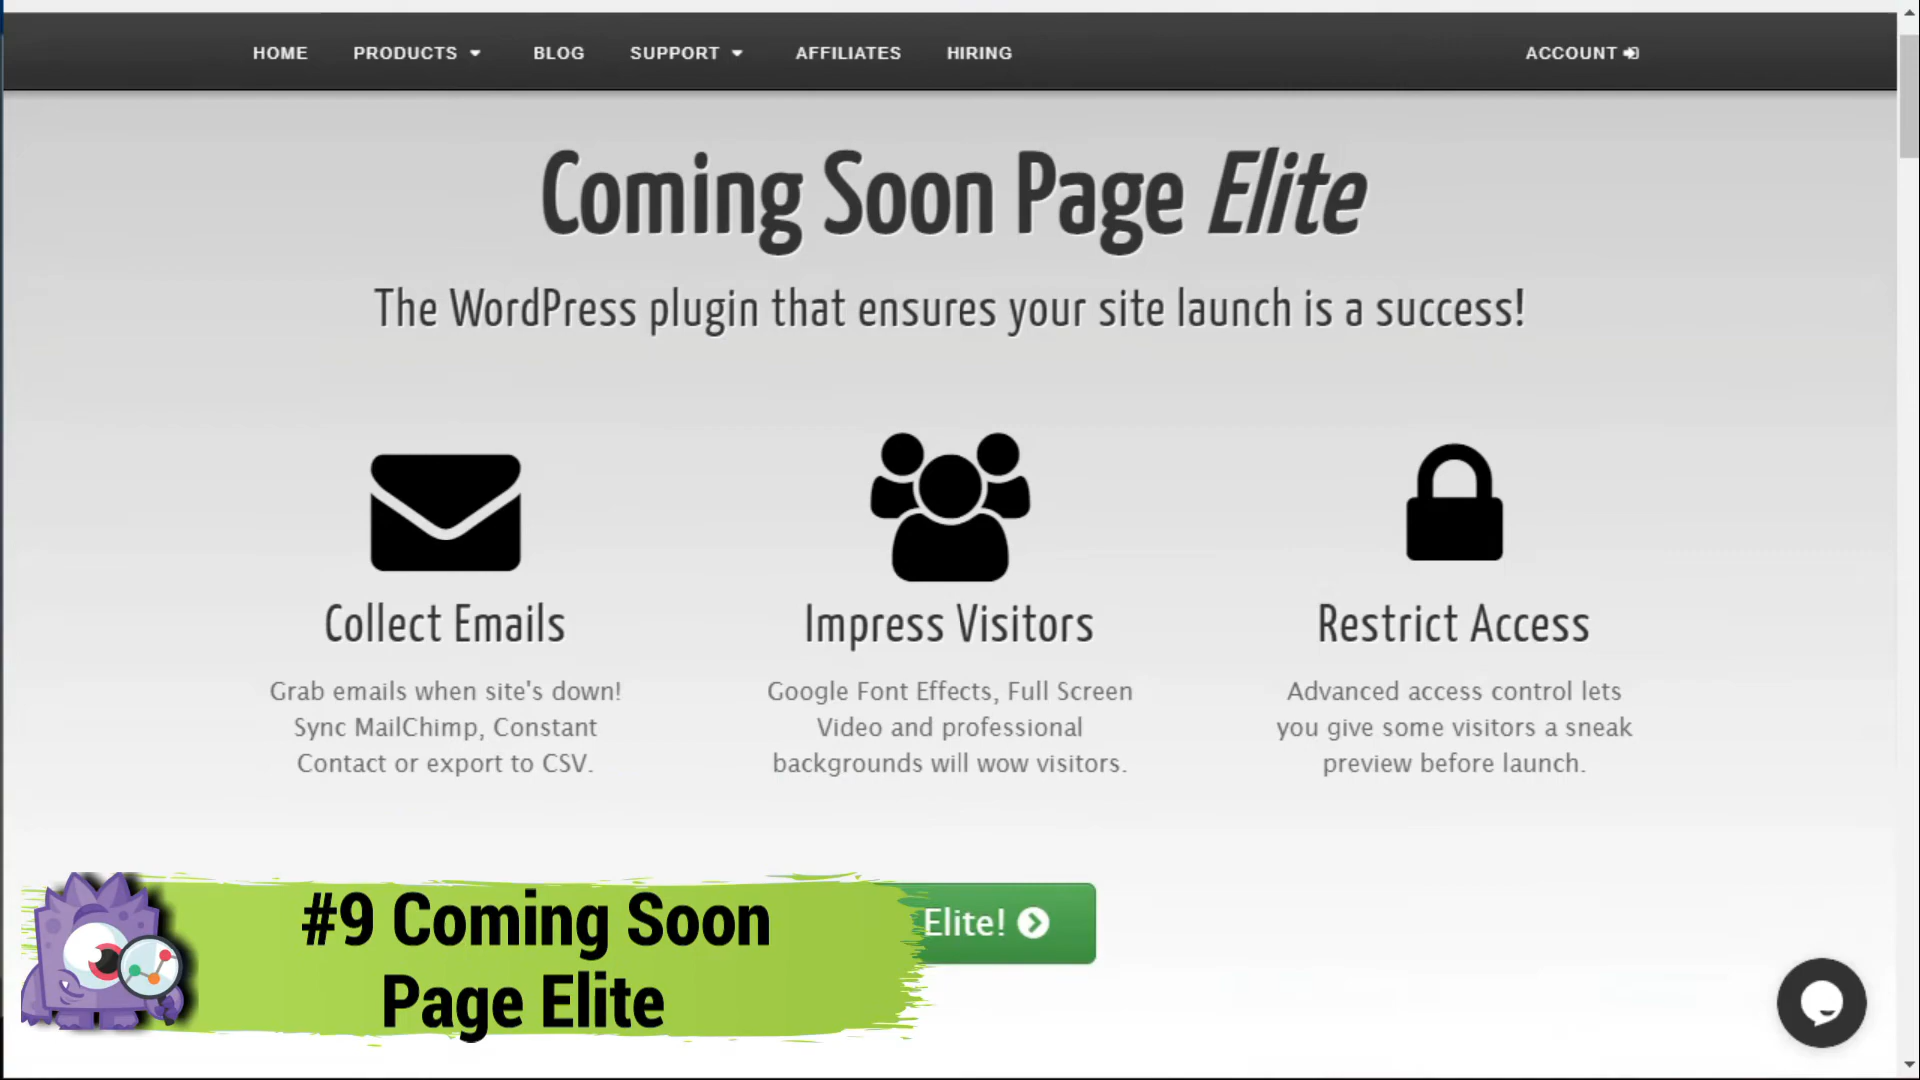 HOME PRODUCTS BLOG SUPPORT AFFILIATES HIRING ACCOUNT
Coming Soon Page Elite
The WordPress plugin that ensures your site launch is a success!
Collect Emails
Grab emails when site's down!
Sync MailChimp, Constant
Contact or export to CSV.
Impress Visitors
Google Font Effects, Full Screen
Video and professional
backgrounds will wow visitors.
Restrict Access
Advanced access control lets
you give some visitors a sneak
preview before launch.
Elite!
#9 Coming Soon
Page Elite